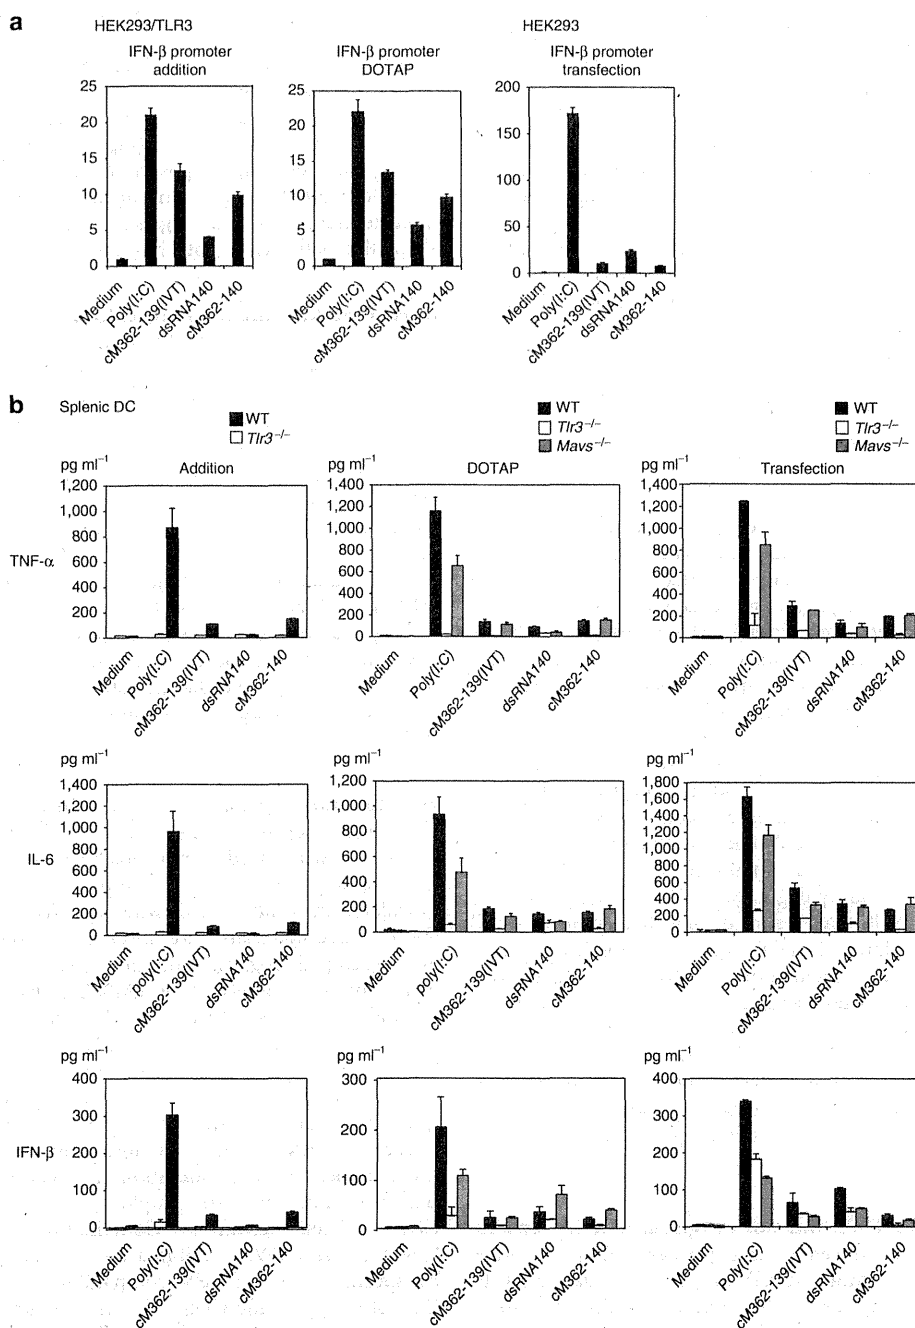 a
HEK293/TLR3
HEK293
IFN-β promoter
addition
IFN-β promoter
DOTAP
IFN-β promoter
transfection
25
20
15
10
5
0
25
20
15
10
5
0
200
150
100
50
0
Medium
Poly(I:C)
cM362-139(IVT)
dsRNA140
cM362-140
Medium
Poly(I:C)
cM362-139(IVT)
dsRNA140
cM362-140
Medium
Poly(I:C)
cM362-139(IVT)
dsRNA140
cM362-140
b
Splenic DC
WT
Tlr3–/–
WT
Tlr3–/–
Mavs–/–
WT
Tlr3–/–
Mavs–/–
TNF-α
pg ml–1
Addition
1,200
1,000
800
600
400
200
0
Medium
Poly(I:C)
cM362-139(IVT)
dsRNA140
cM362-140
pg ml–1
DOTAP
1,400
1,200
1,000
800
600
400
200
0
Medium
Poly(I:C)
cM362-139(IVT)
dsRNA140
cM362-140
pg ml–1
Transfection
1,400
1,200
1,000
800
600
400
200
0
Medium
Poly(I:C)
cM362-139(IVT)
dsRNA140
cM362-140
IL-6
pg ml–1
1,400
1,200
1,000
800
600
400
200
0
Medium
poly(I:C)
cM362-139(IVT)
dsRNA140
cM362-140
pg ml–1
1,200
1,000
800
600
400
200
0
Medium
poly(I:C)
cM362-139(IVT)
dsRNA140
cM362-140
pg ml–1
1,800
1,600
1,400
1,200
1,000
800
600
400
200
0
Medium
Poly(I:C)
cM362-139(IVT)
dsRNA140
cM362-140
IFN-β
pg ml–1
400
300
200
100
0
Medium
Poly(I:C)
cM362-139(IVT)
dsRNA140
cM362-140
pg ml–1
300
200
100
0
Medium
Poly(I:C)
cM362-139(IVT)
dsRNA140
cM362-140
pg ml–1
400
300
200
100
0
Medium
Poly(I:C)
cM362-139(IVT)
dsRNA140
cM362-140